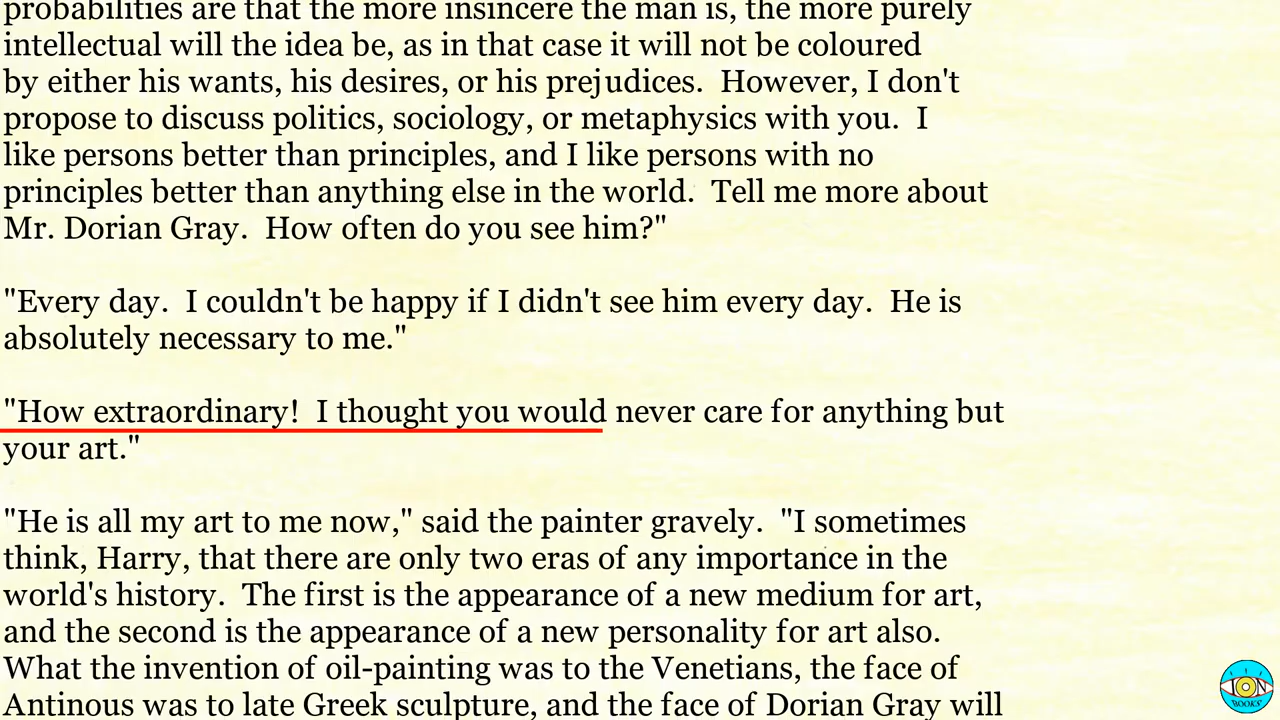 probabilities are that the more insincere the man is, the more purely
intellectual will the idea be, as in that case it will not be coloured
by either his wants, his desires, or his prejudices.  However, I don't
propose to discuss politics, sociology, or metaphysics with you.  I
like persons better than principles, and I like persons with no
principles better than anything else in the world.  Tell me more about
Mr. Dorian Gray.  How often do you see him?"
"Every day.  I couldn't be happy if I didn't see him every day.  He is
absolutely necessary to me."
"How extraordinary!  I thought you would never care for anything but
your art."
"He is all my art to me now," said the painter gravely.  "I sometimes
think, Harry, that there are only two eras of any importance in the
world's history.  The first is the appearance of a new medium for art,
and the second is the appearance of a new personality for art also.
What the invention of oil-painting was to the Venetians, the face of
Antinous was to late Greek sculpture, and the face of Dorian Gray will
ION
BOOKS